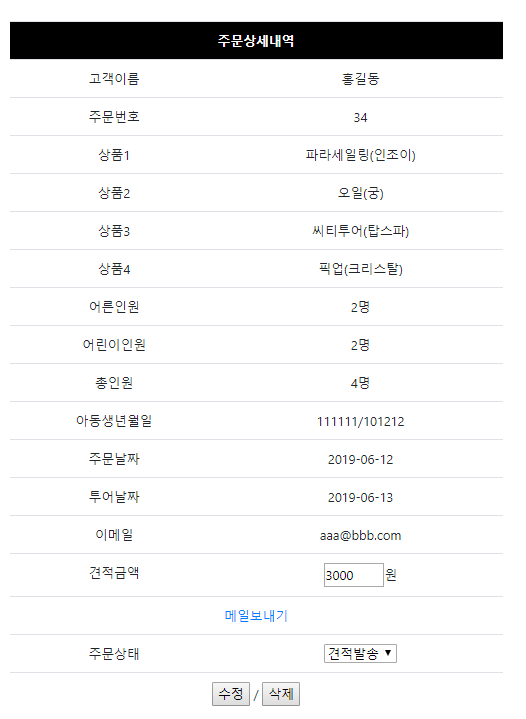 주문상세내역
고객이름 홍길동
주문번호 34
상품1 파라세일링(인조이)
상품2 오일(궁)
상품3 씨티투어(탑스파)
상품4 픽업(크리스탈)
어른인원 2명
어린이인원 2명
총인원 4명
아동생년월일 111111/101212
주문날짜 2019-06-12
투어날짜 2019-06-13
이메일 aaa@bbb.com
견적금액 3000 원
메일보내기
주문상태 견적발송
수정 / 삭제